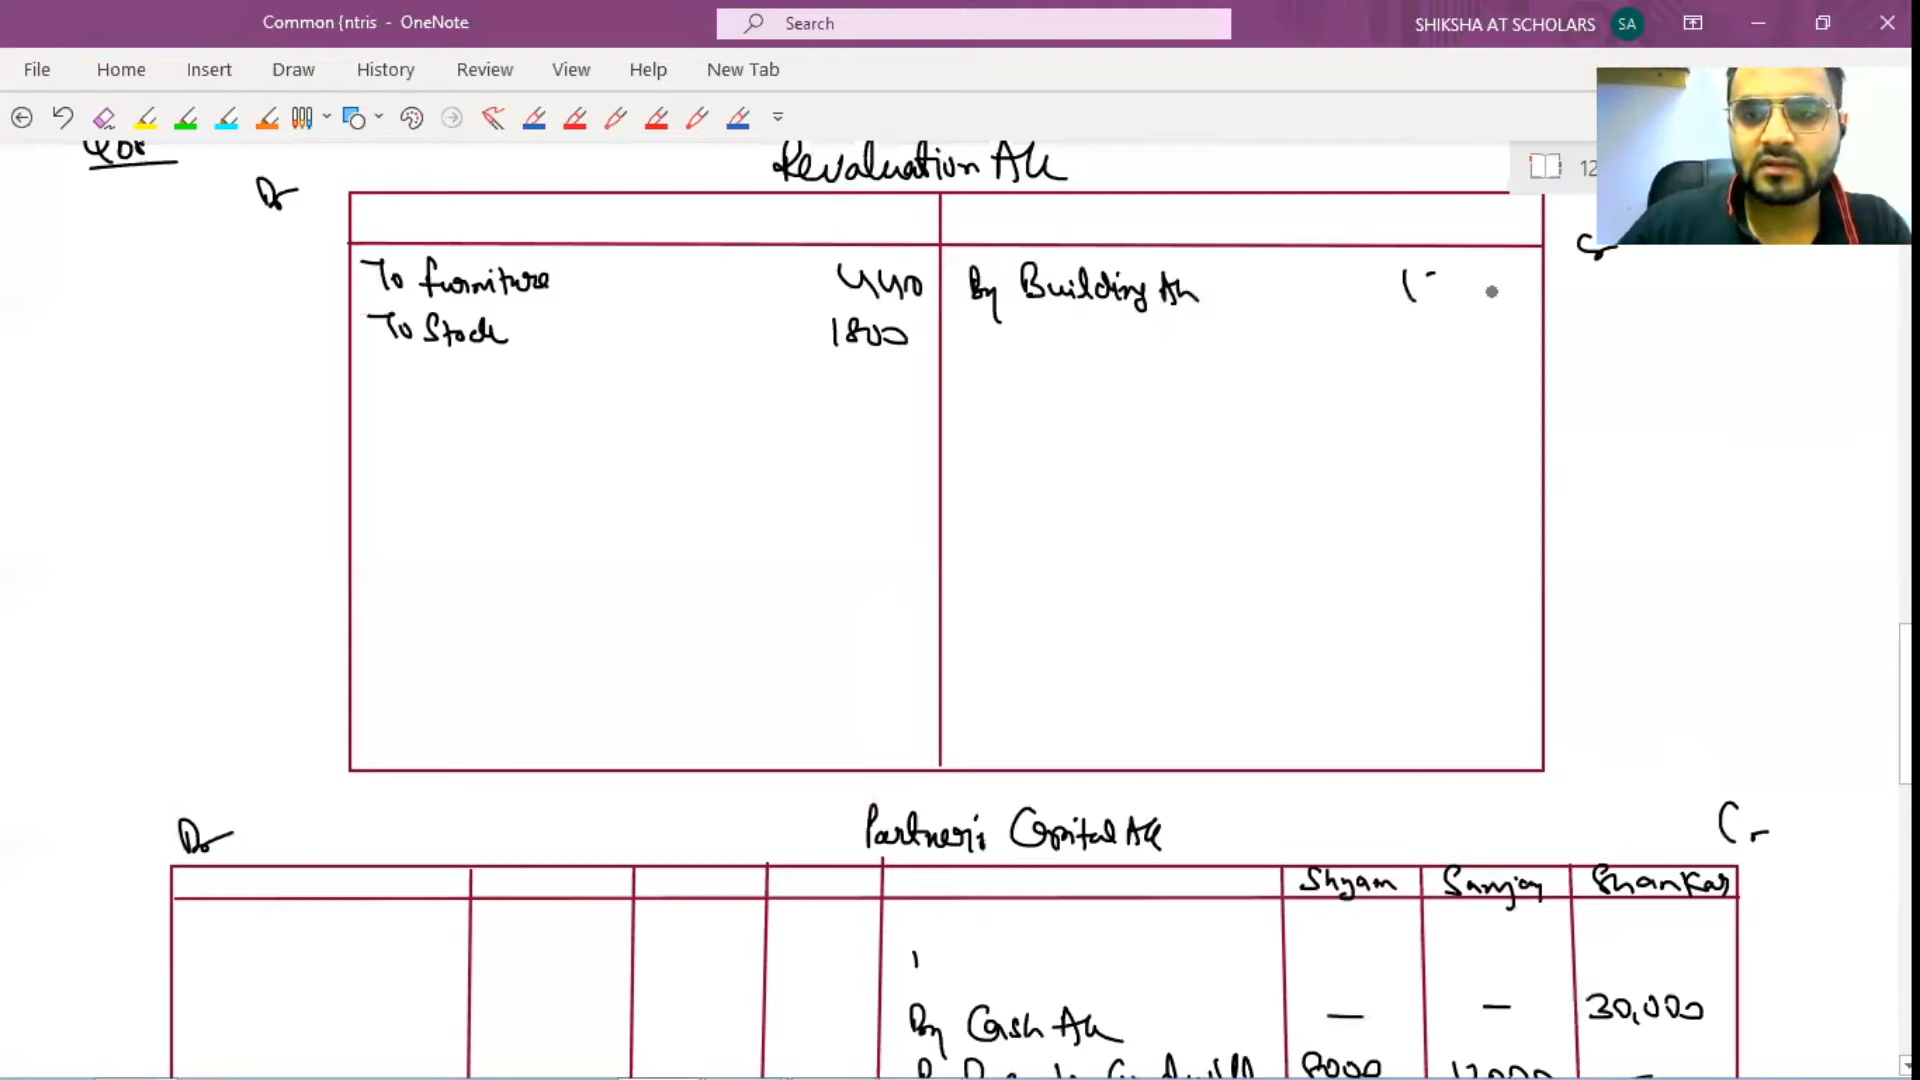 Common {ntris - OneNote
Search
SHIKSHA AT SCHOLARS SA
File Home Insert Draw History Review View Help New Tab
Revaluation A/c
Dr
Cr
To furniture 440 By Building A/c
To Stock 1800
Partner's Capital A/c
Dr
Cr
Shyam Sanjay Shankar
By Cash A/c — — 30,000